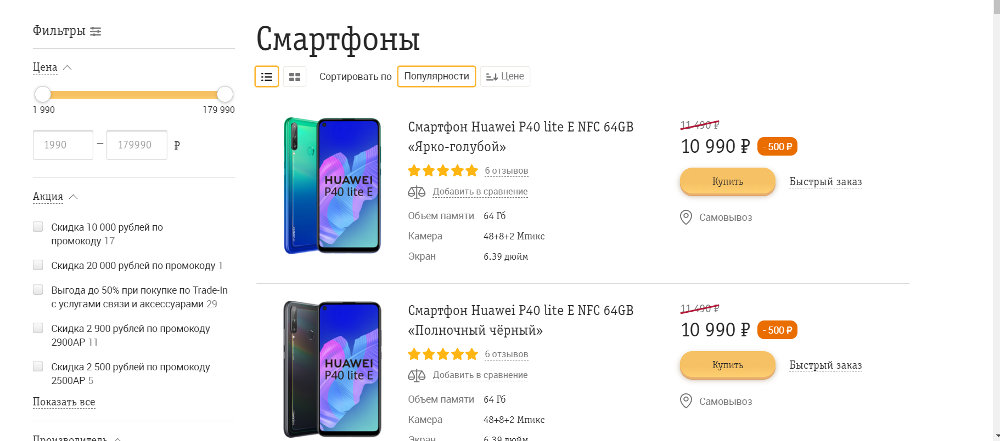 Фильтры
Цена
1 990
179 990
1990 – 179990 ₽
Акция
Скидка 10 000 рублей по
промокоду 17
Скидка 20 000 рублей по промокоду 1
Выгода до 50% при покупке по Trade-In
с услугами связи и аксессуарами 29
Скидка 2 900 рублей по промокоду
2900AP 11
Скидка 2 500 рублей по промокоду
2500AP 5
Показать все
Производитель
Смартфоны
Сортировать по Популярности Цене
HUAWEI
P40 lite E
HUAWEI
Смартфон Huawei P40 lite E NFC 64GB
«Ярко-голубой»
6 отзывов
Добавить в сравнение
Объем памяти 64 Гб
Камера 48+8+2 Мпикс
Экран 6.39 дюйм
11 490 ₽
10 990 ₽ - 500 ₽
Купить Быстрый заказ
Самовывоз
HUAWEI
P40 lite E
HUAWEI
Смартфон Huawei P40 lite E NFC 64GB
«Полночный чёрный»
6 отзывов
Добавить в сравнение
Объем памяти 64 Гб
Камера 48+8+2 Мпикс
Экран 6.39 дюйм
11 490 ₽
10 990 ₽ - 500 ₽
Купить Быстрый заказ
Самовывоз